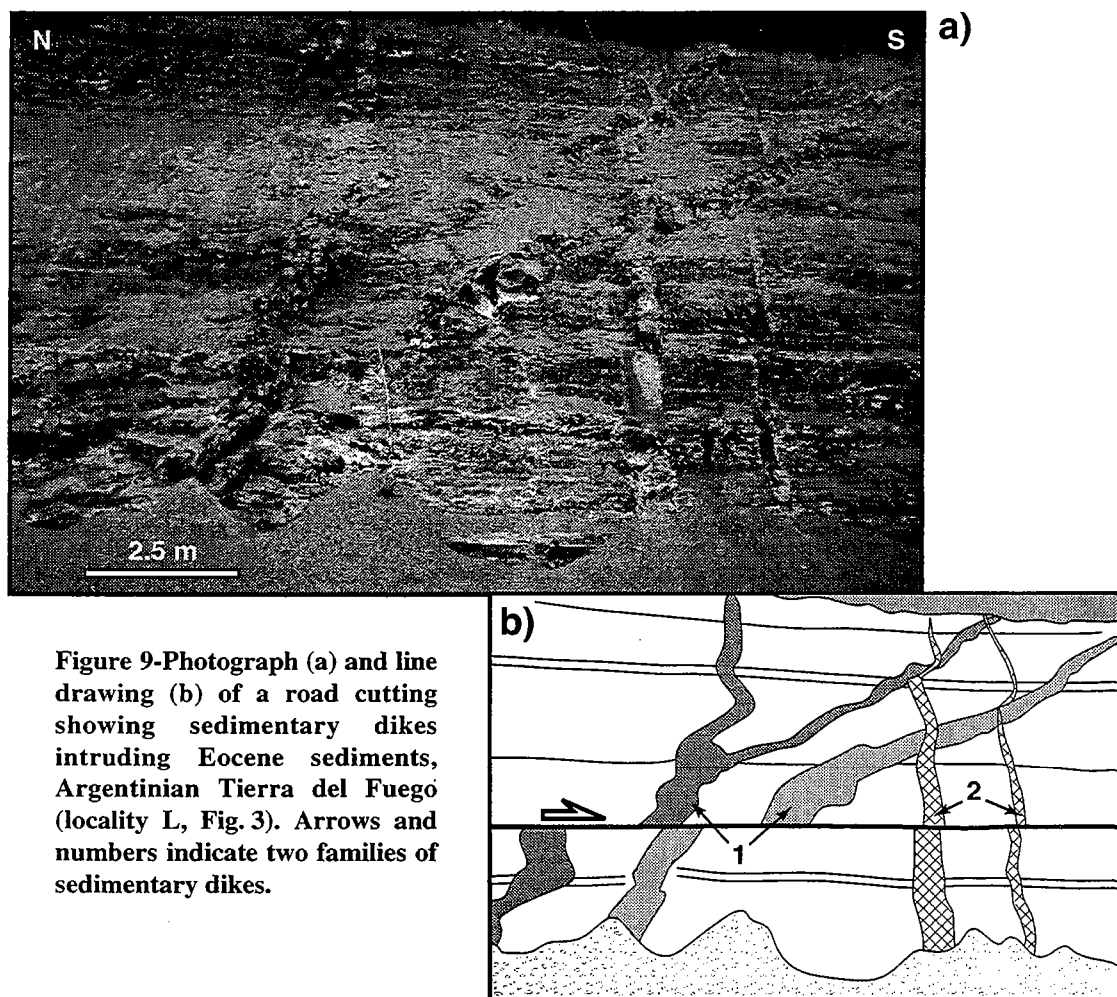 N
S
a)
2.5 m
b)
1
2
Figure 9-Photograph (a) and line
drawing (b) of a road cutting
showing sedimentary dikes
intruding Eocene sediments,
Argentinian Tierra del Fuego
(locality L, Fig. 3). Arrows and
numbers indicate two families of
sedimentary dikes.